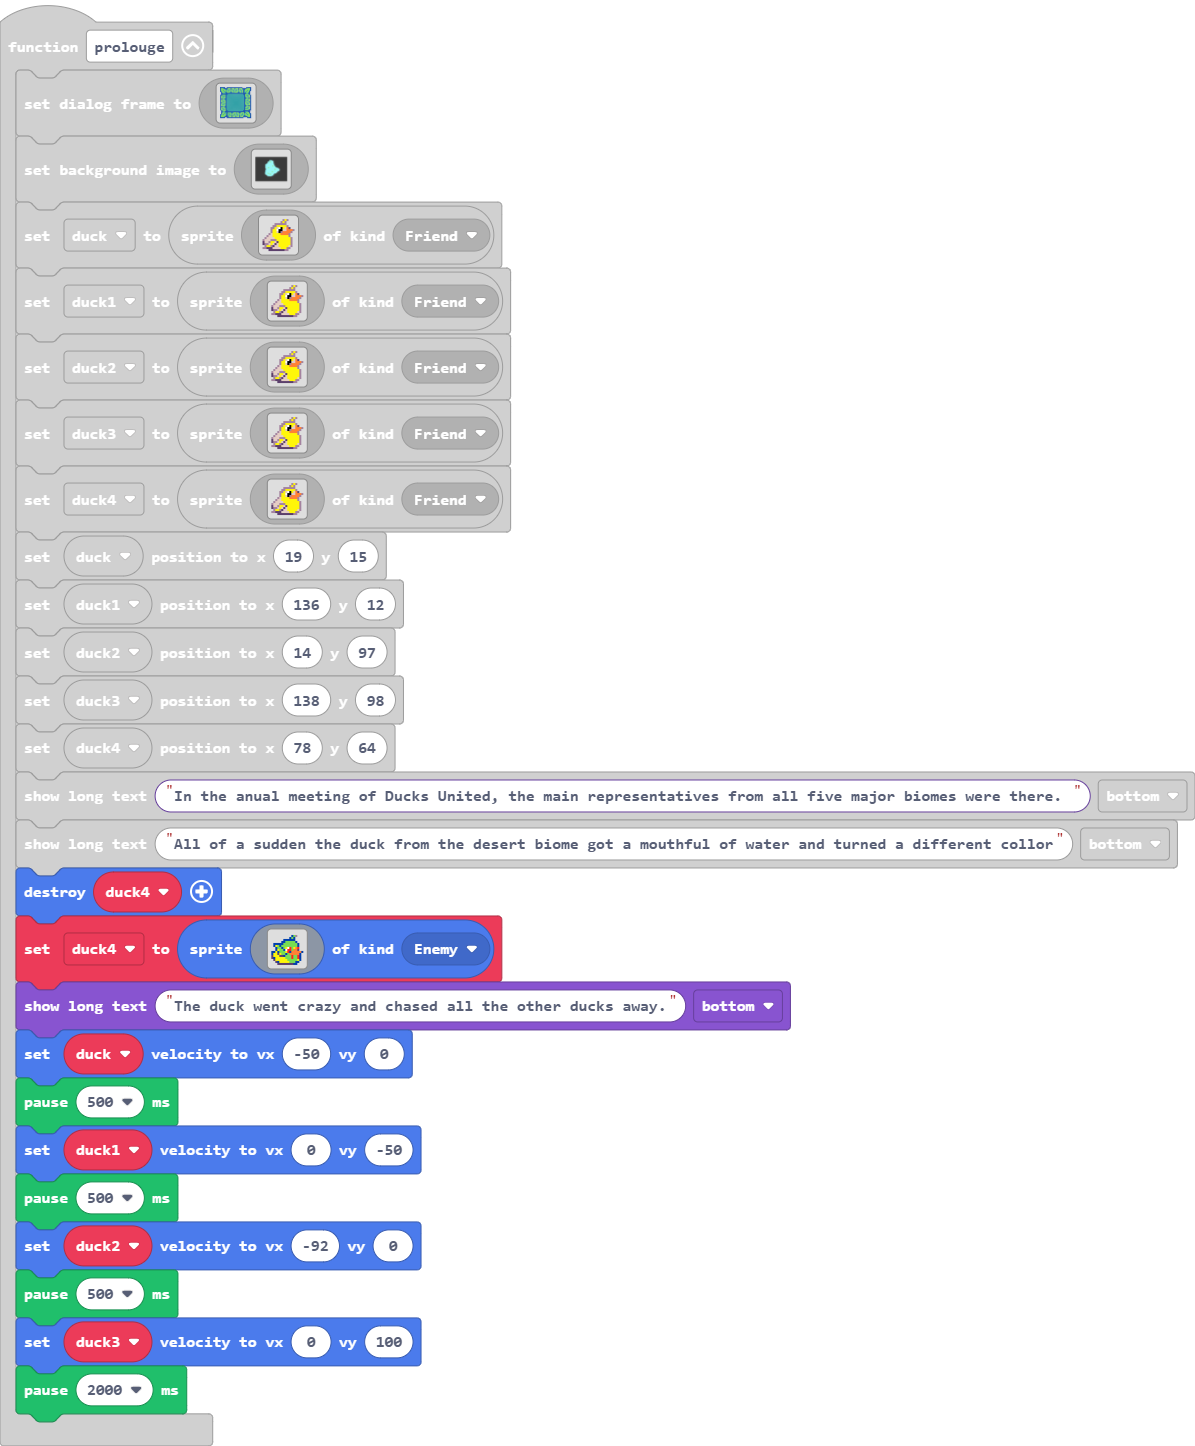 function prolouge
set dialog frame to
set background image to
set duck to sprite of kind Friend
set duck1 to sprite of kind Friend
set duck2 to sprite of kind Friend
set duck3 to sprite of kind Friend
set duck4 to sprite of kind Friend
set duck position to x 19 y 15
set duck1 position to x 136 y 12
set duck2 position to x 14 y 97
set duck3 position to x 138 y 98
set duck4 position to x 78 y 64
show long text "In the anual meeting of Ducks United, the main representatives from all five major biomes were there. " bottom
show long text "All of a sudden the duck from the desert biome got a mouthful of water and turned a different collor" bottom
destroy duck4
set duck4 to sprite of kind Enemy
show long text "The duck went crazy and chased all the other ducks away." bottom
set duck velocity to vx -50 vy 0
pause 500 ms
set duck1 velocity to vx 0 vy -50
pause 500 ms
set duck2 velocity to vx -92 vy 0
pause 500 ms
set duck3 velocity to vx 0 vy 100
pause 2000 ms